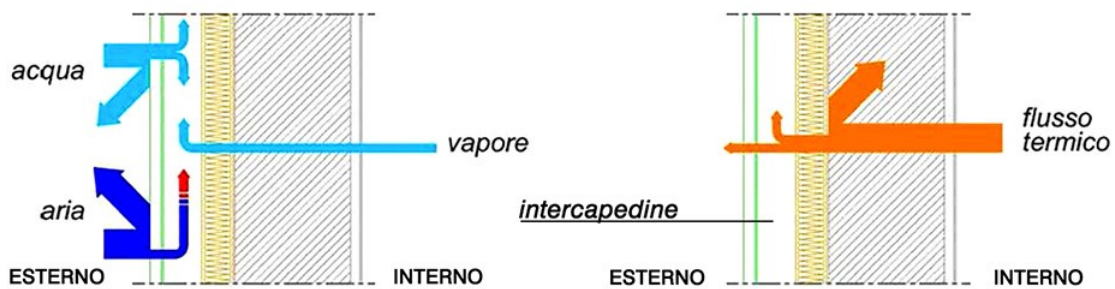 acqua
vapore
aria
ESTERNO
INTERNO
flusso
termico
intercapedine
ESTERNO
INTERNO